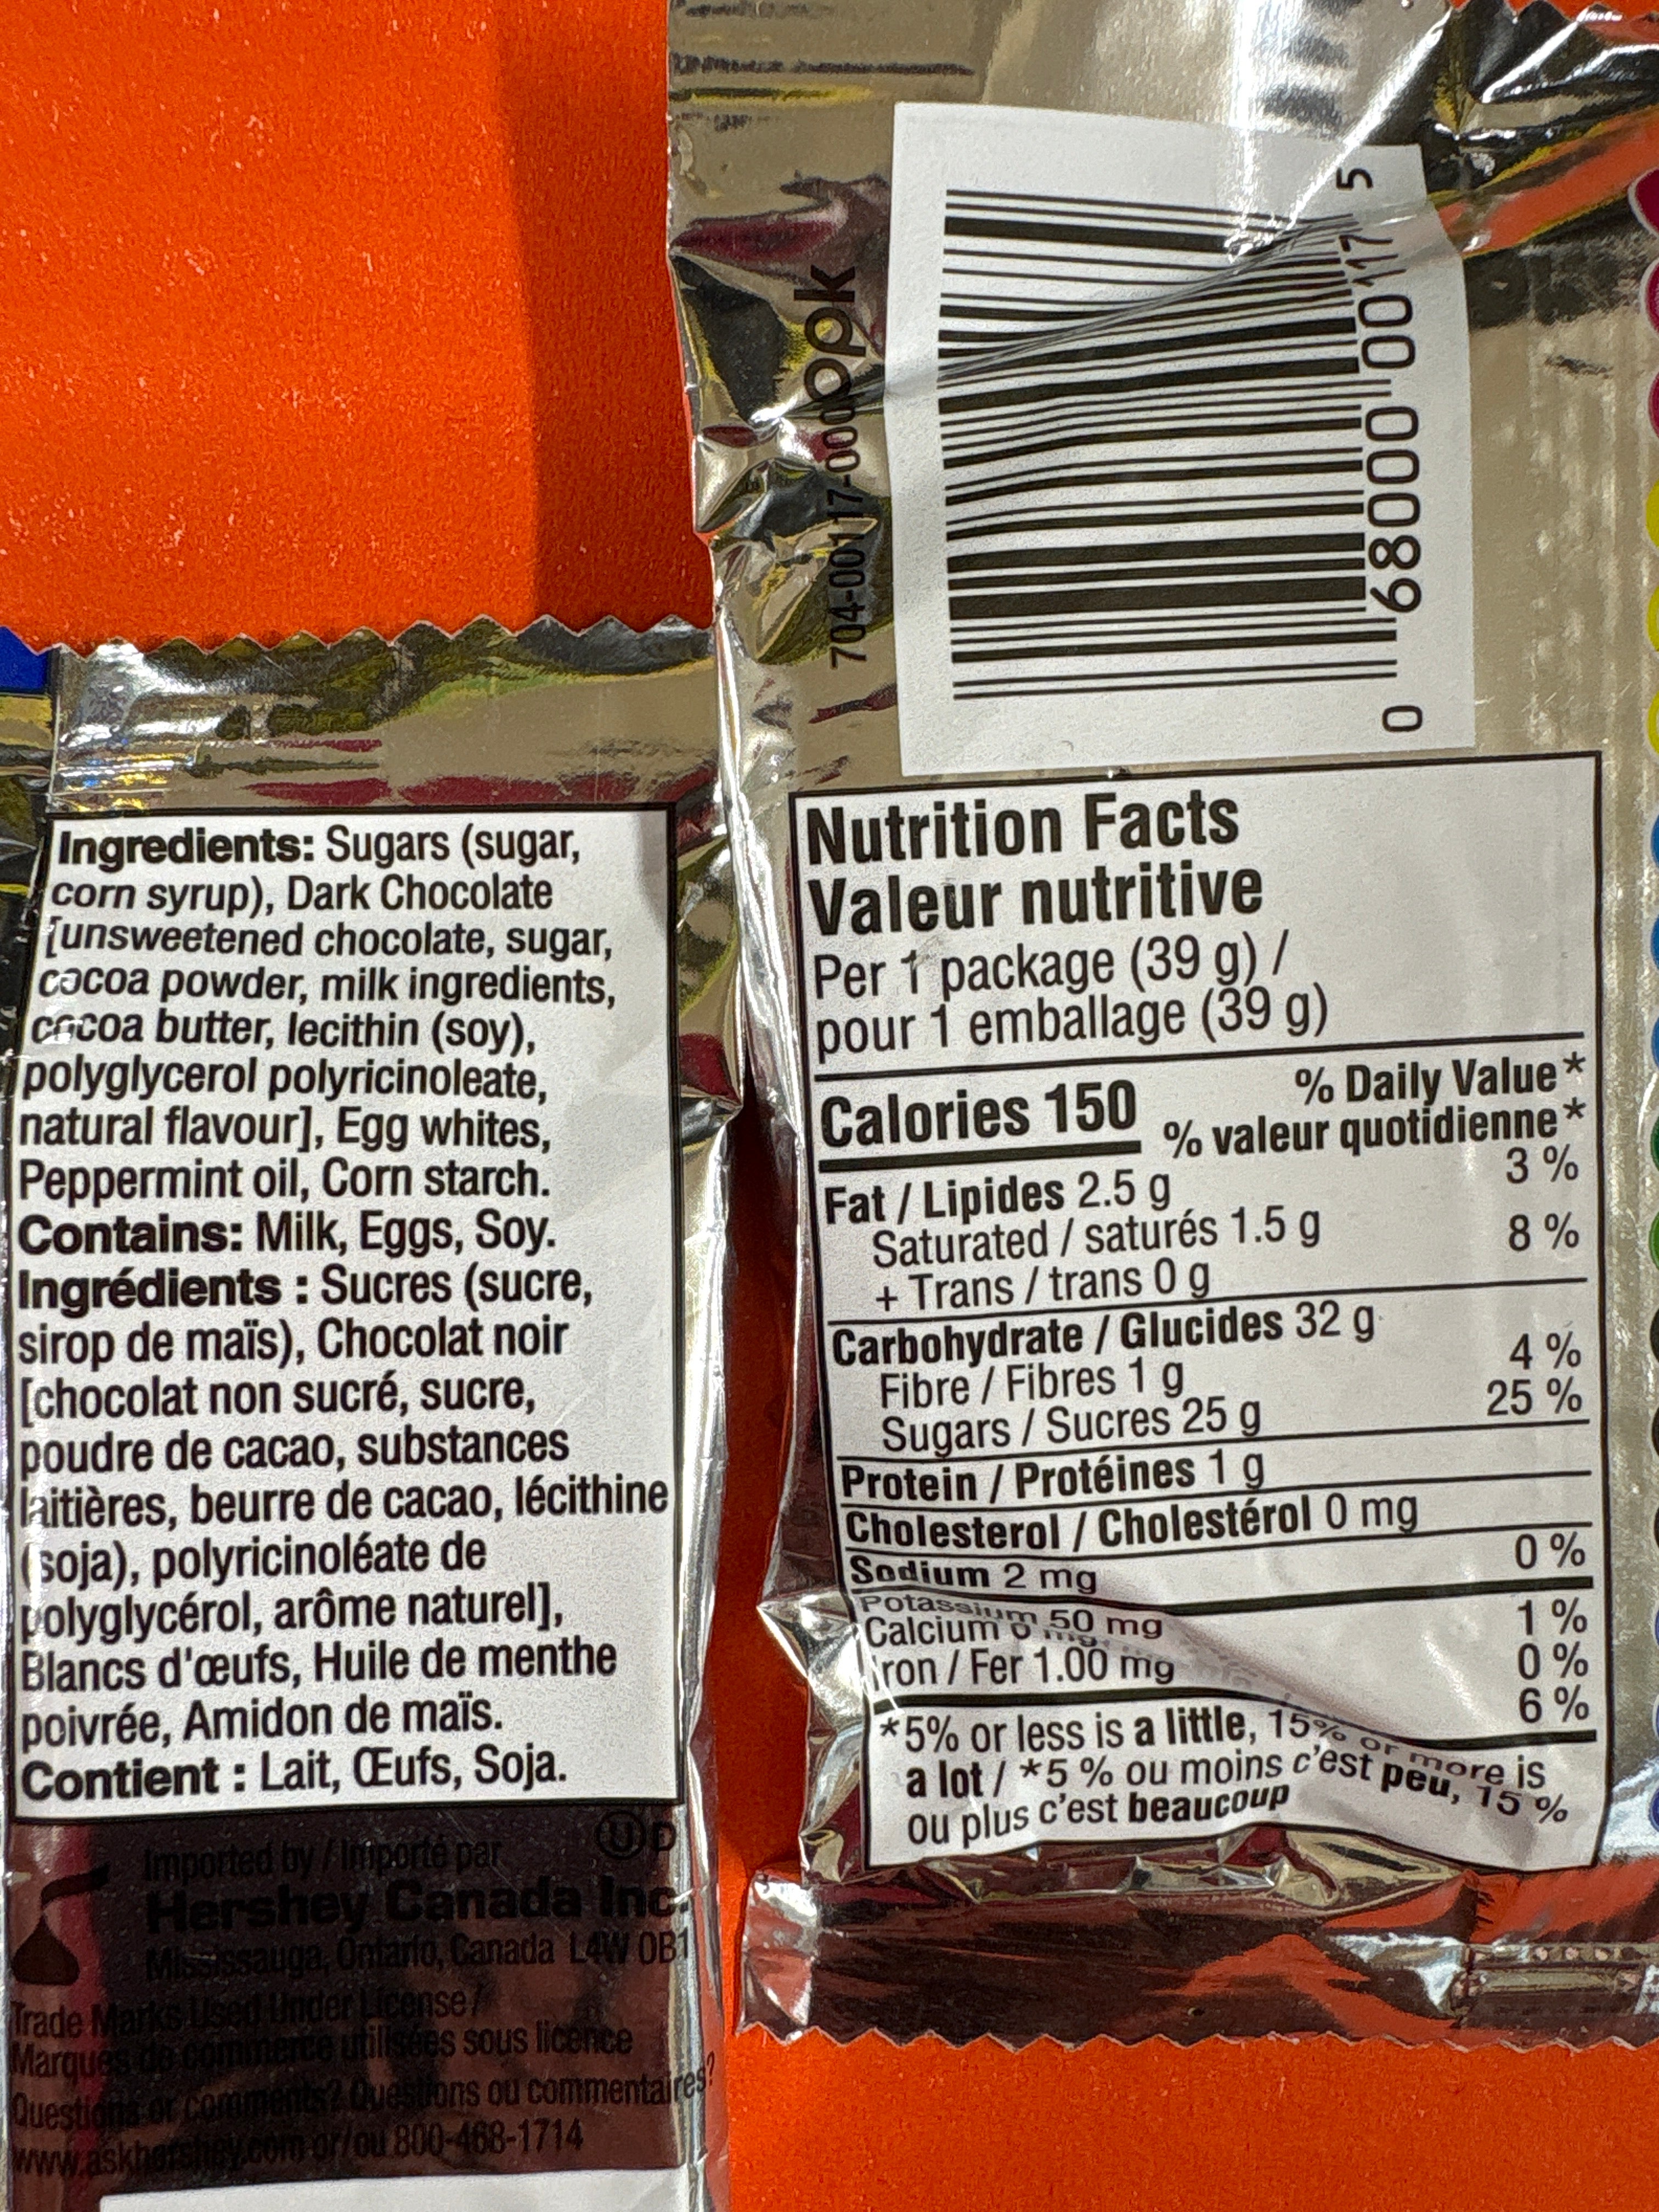 Ingredients: Sugars (sugar,
corn syrup), Dark Chocolate
[unsweetened chocolate, sugar,
cocoa powder, milk ingredients,
cocoa butter, lecithin (soy),
polyglycerol polyricinoleate,
natural flavour], Egg whites,
Peppermint oil, Corn starch.
Contains: Milk, Eggs, Soy.
Ingrédients : Sucres (sucre,
sirop de maïs), Chocolat noir
[chocolat non sucré, sucre,
poudre de cacao, substances
laitières, beurre de cacao, lécithine
(soja), polyricinoléate de
polyglycérol, arôme naturel],
Blancs d'œufs, Huile de menthe
poivrée, Amidon de maïs.
Contient : Lait, Œufs, Soja.
Imported by / Importé par
UD
Hershey Canada Inc.
Mississauga, Ontario, Canada L4W 0B1
Trade Marks Used Under License/
Marques de commerce utilisées sous licence
Questions or comments? Questions ou commentaires?
www.askhershey.com or/ou 800-468-1714
704-00117-000
0 68000 00117 5
Nutrition Facts
Valeur nutritive
Per 1 package (39 g) /
pour 1 emballage (39 g)
Calories 150
% Daily Value*
% valeur quotidienne*
Fat / Lipides 2.5 g 3 %
Saturated / saturés 1.5 g 8 %
+ Trans / trans 0 g
Carbohydrate / Glucides 32 g
Fibre / Fibres 1 g 4 %
Sugars / Sucres 25 g 25 %
Protein / Protéines 1 g
Cholesterol / Cholestérol 0 mg
Sodium 2 mg 0 %
Potassium 50 mg 1 %
Calcium 0 mg 0 %
Iron / Fer 1.00 mg 6 %
*5% or less is a little, 15% or more is
a lot / *5 % ou moins c'est peu, 15 %
ou plus c'est beaucoup